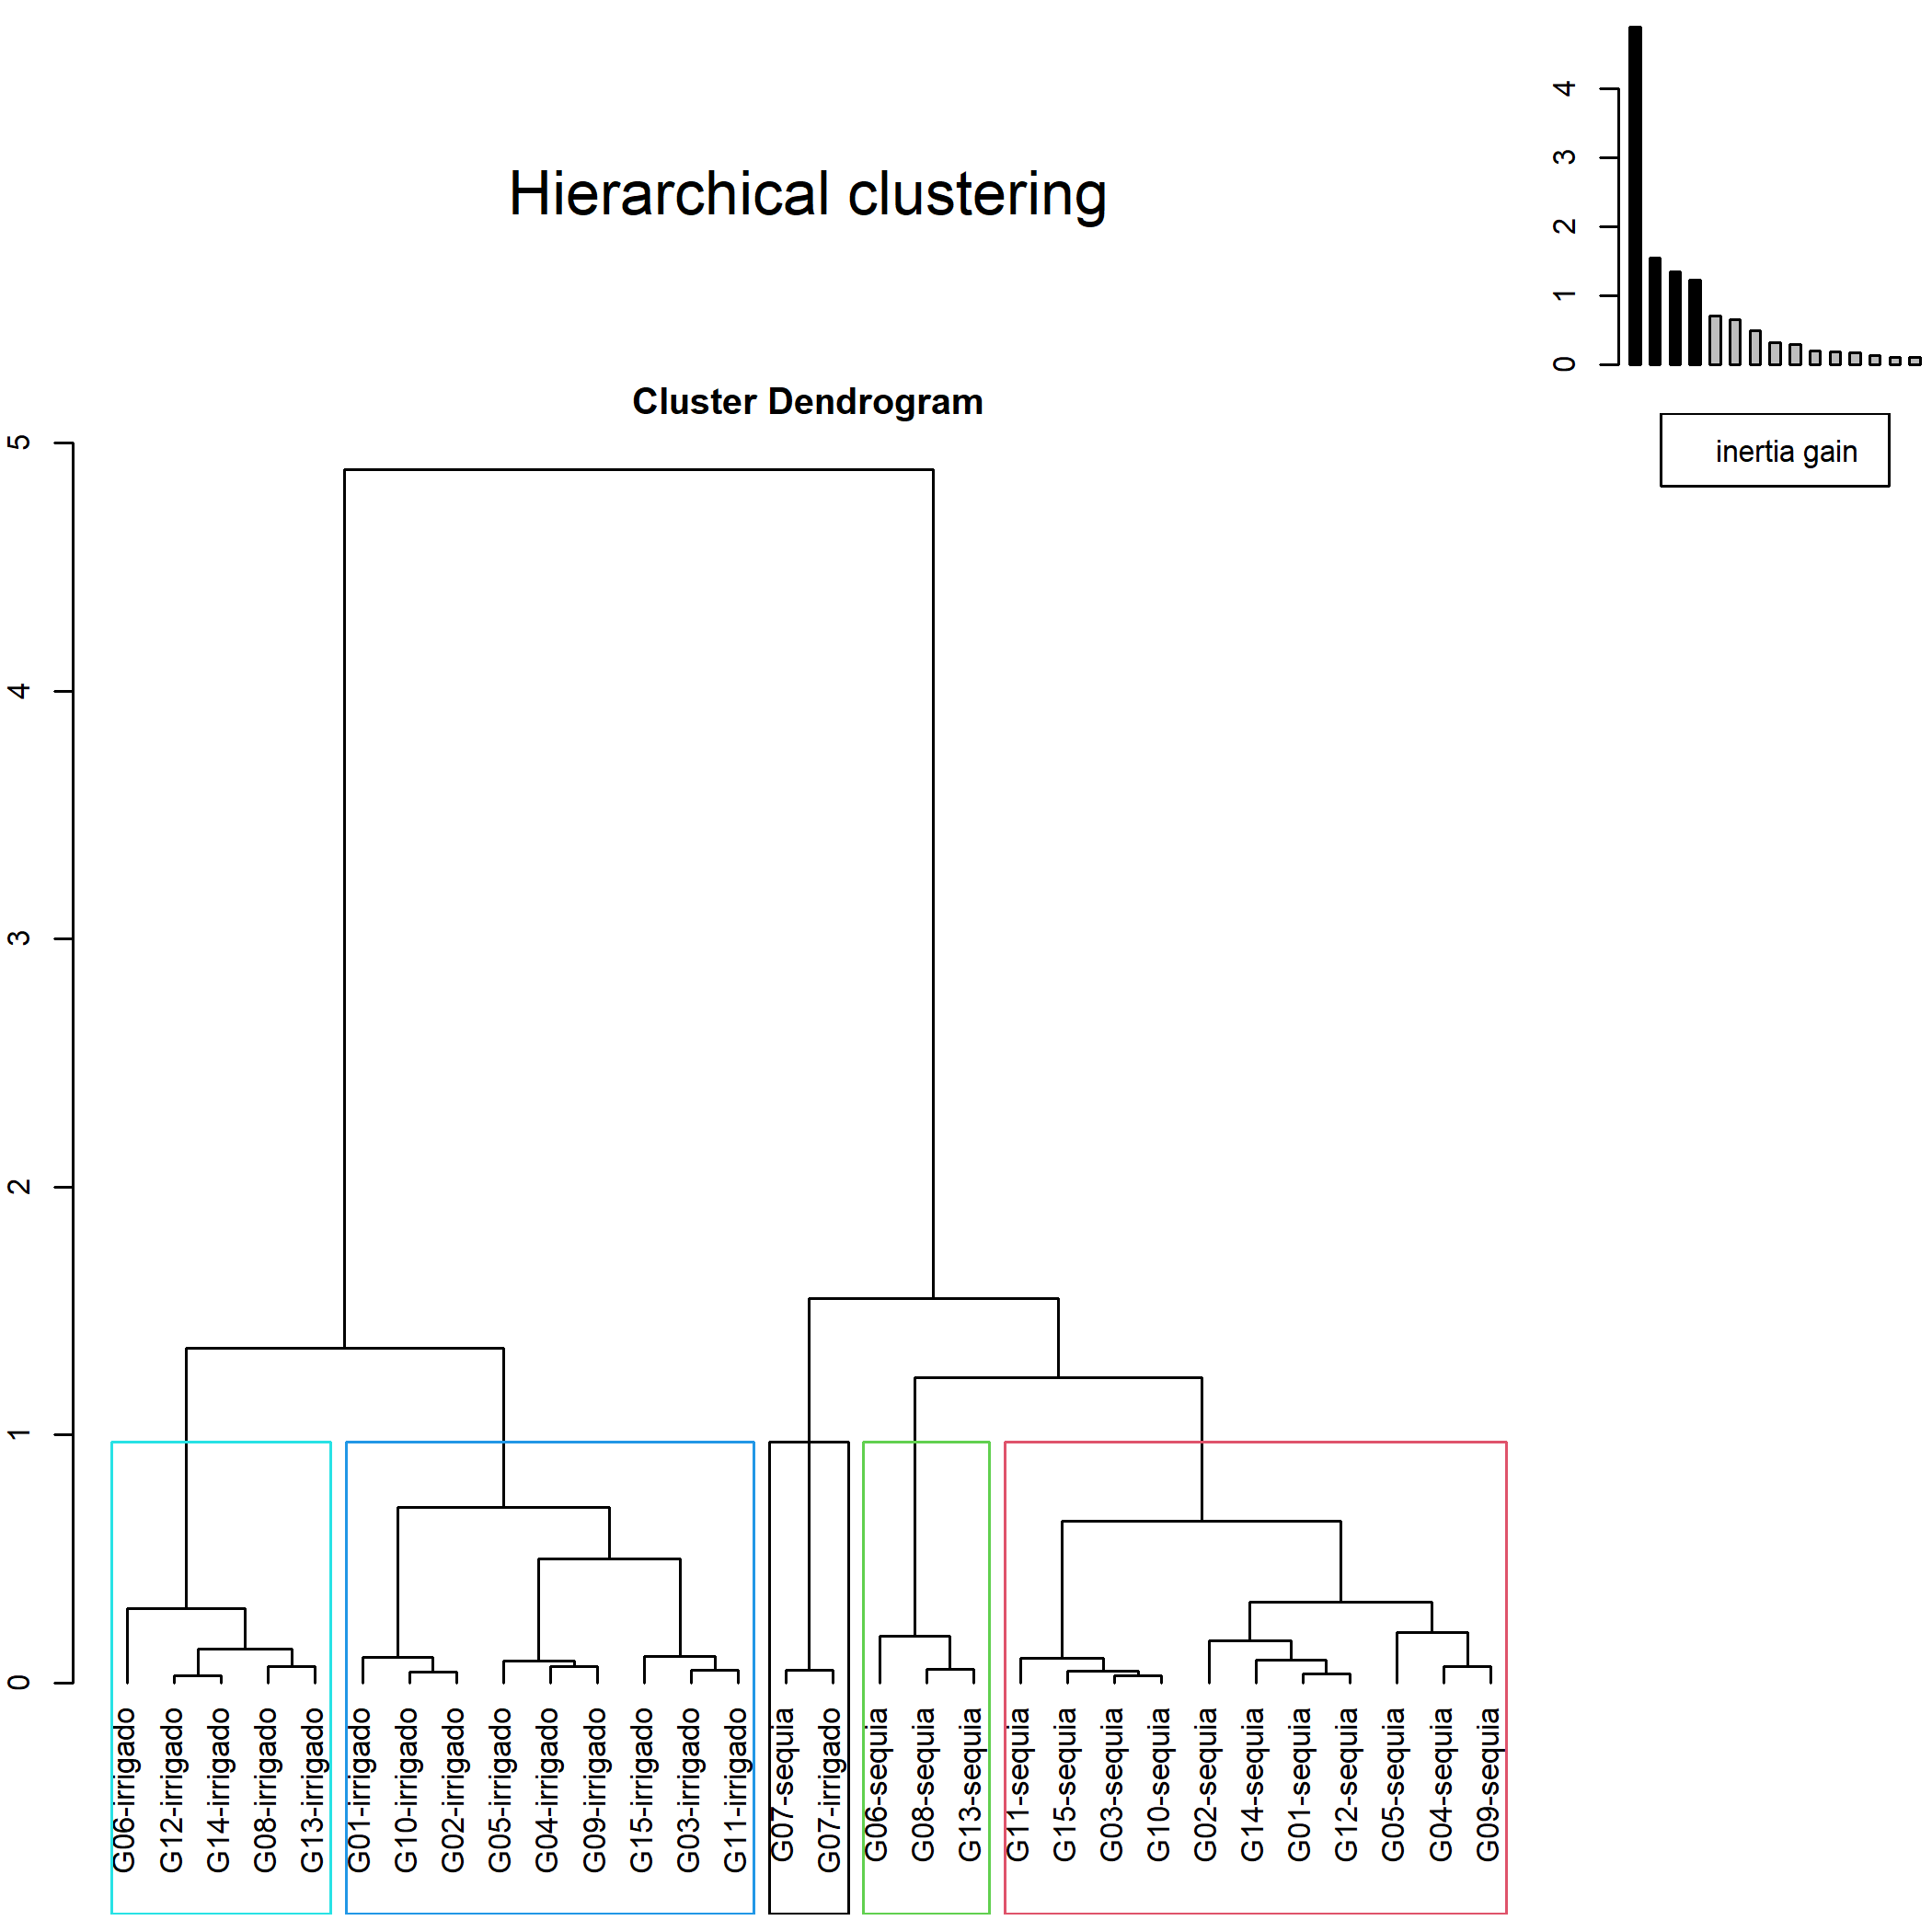 Hierarchical clustering
4
3
2
1
0
inertia gain
Cluster Dendrogram
5
4
3
2
1
0
G06-irrigado
G12-irrigado
G14-irrigado
G08-irrigado
G13-irrigado
G01-irrigado
G10-irrigado
G02-irrigado
G05-irrigado
G04-irrigado
G09-irrigado
G15-irrigado
G03-irrigado
G11-irrigado
G07-sequia
G07-irrigado
G06-sequia
G08-sequia
G13-sequia
G11-sequia
G15-sequia
G03-sequia
G10-sequia
G02-sequia
G14-sequia
G01-sequia
G12-sequia
G05-sequia
G04-sequia
G09-sequia